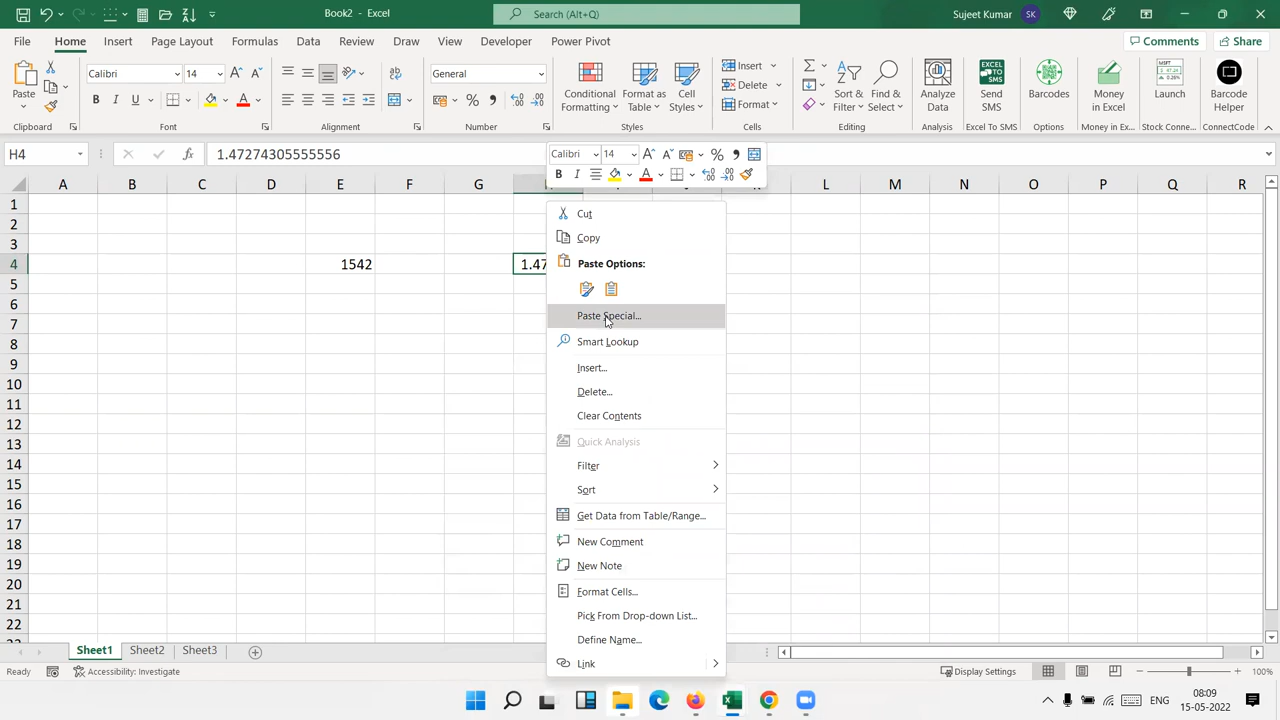 Book2 - Excel
Search (Alt+Q)
Sujeet Kumar SK
File Home Insert Page Layout Formulas Data Review Draw View Developer Power Pivot Comments Share
Paste
Clipboard
Calibri 14
B I U
Font
Alignment
General
Number
Conditional Formatting
Format as Table
Cell Styles
Styles
Insert
Delete
Format
Cells
Sort & Filter
Find & Select
Editing
Analyze Data
Analysis
Send SMS
Excel To SMS
Barcodes
Options
Money in Excel
Money in Ex...
Launch
Stock Conne...
Barcode Helper
ConnectCode
H4 fx 1.47274305555556
Calibri 14
B I
A B C D E F G L M N O P Q R
1
2
3
4 1542 1.47
5
6
7
8
9
10
11
12
13
14
15
16
17
18
19
20
21
22
Cut
Copy
Paste Options:
Paste Special...
Smart Lookup
Insert...
Delete...
Clear Contents
Quick Analysis
Filter
Sort
Get Data from Table/Range...
New Comment
New Note
Format Cells...
Pick From Drop-down List...
Define Name...
Link
Sheet1 Sheet2 Sheet3
Ready Accessibility: Investigate Display Settings 100%
ENG 08:09
15-05-2022